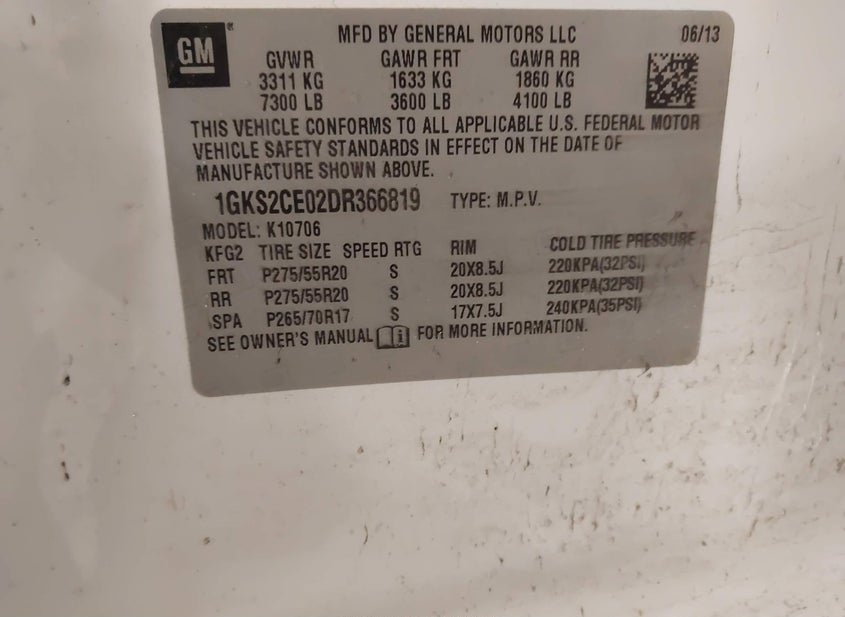 GM
MFD BY GENERAL MOTORS LLC 06/13
GVWR GAWR FRT GAWR RR
3311 KG 1633 KG 1860 KG
7300 LB 3600 LB 4100 LB
THIS VEHICLE CONFORMS TO ALL APPLICABLE U.S. FEDERAL MOTOR
VEHICLE SAFETY STANDARDS IN EFFECT ON THE DATE OF
MANUFACTURE SHOWN ABOVE.
1GKS2CE02DR366819 TYPE: M.P.V.
MODEL: K10706
KFG2 TIRE SIZE SPEED RTG RIM COLD TIRE PRESSURE
FRT P275/55R20 S 20X8.5J 220KPA(32PSI)
RR P275/55R20 S 20X8.5J 220KPA(32PSI)
SPA P265/70R17 S 17X7.5J 240KPA(35PSI)
SEE OWNER'S MANUAL i FOR MORE INFORMATION.